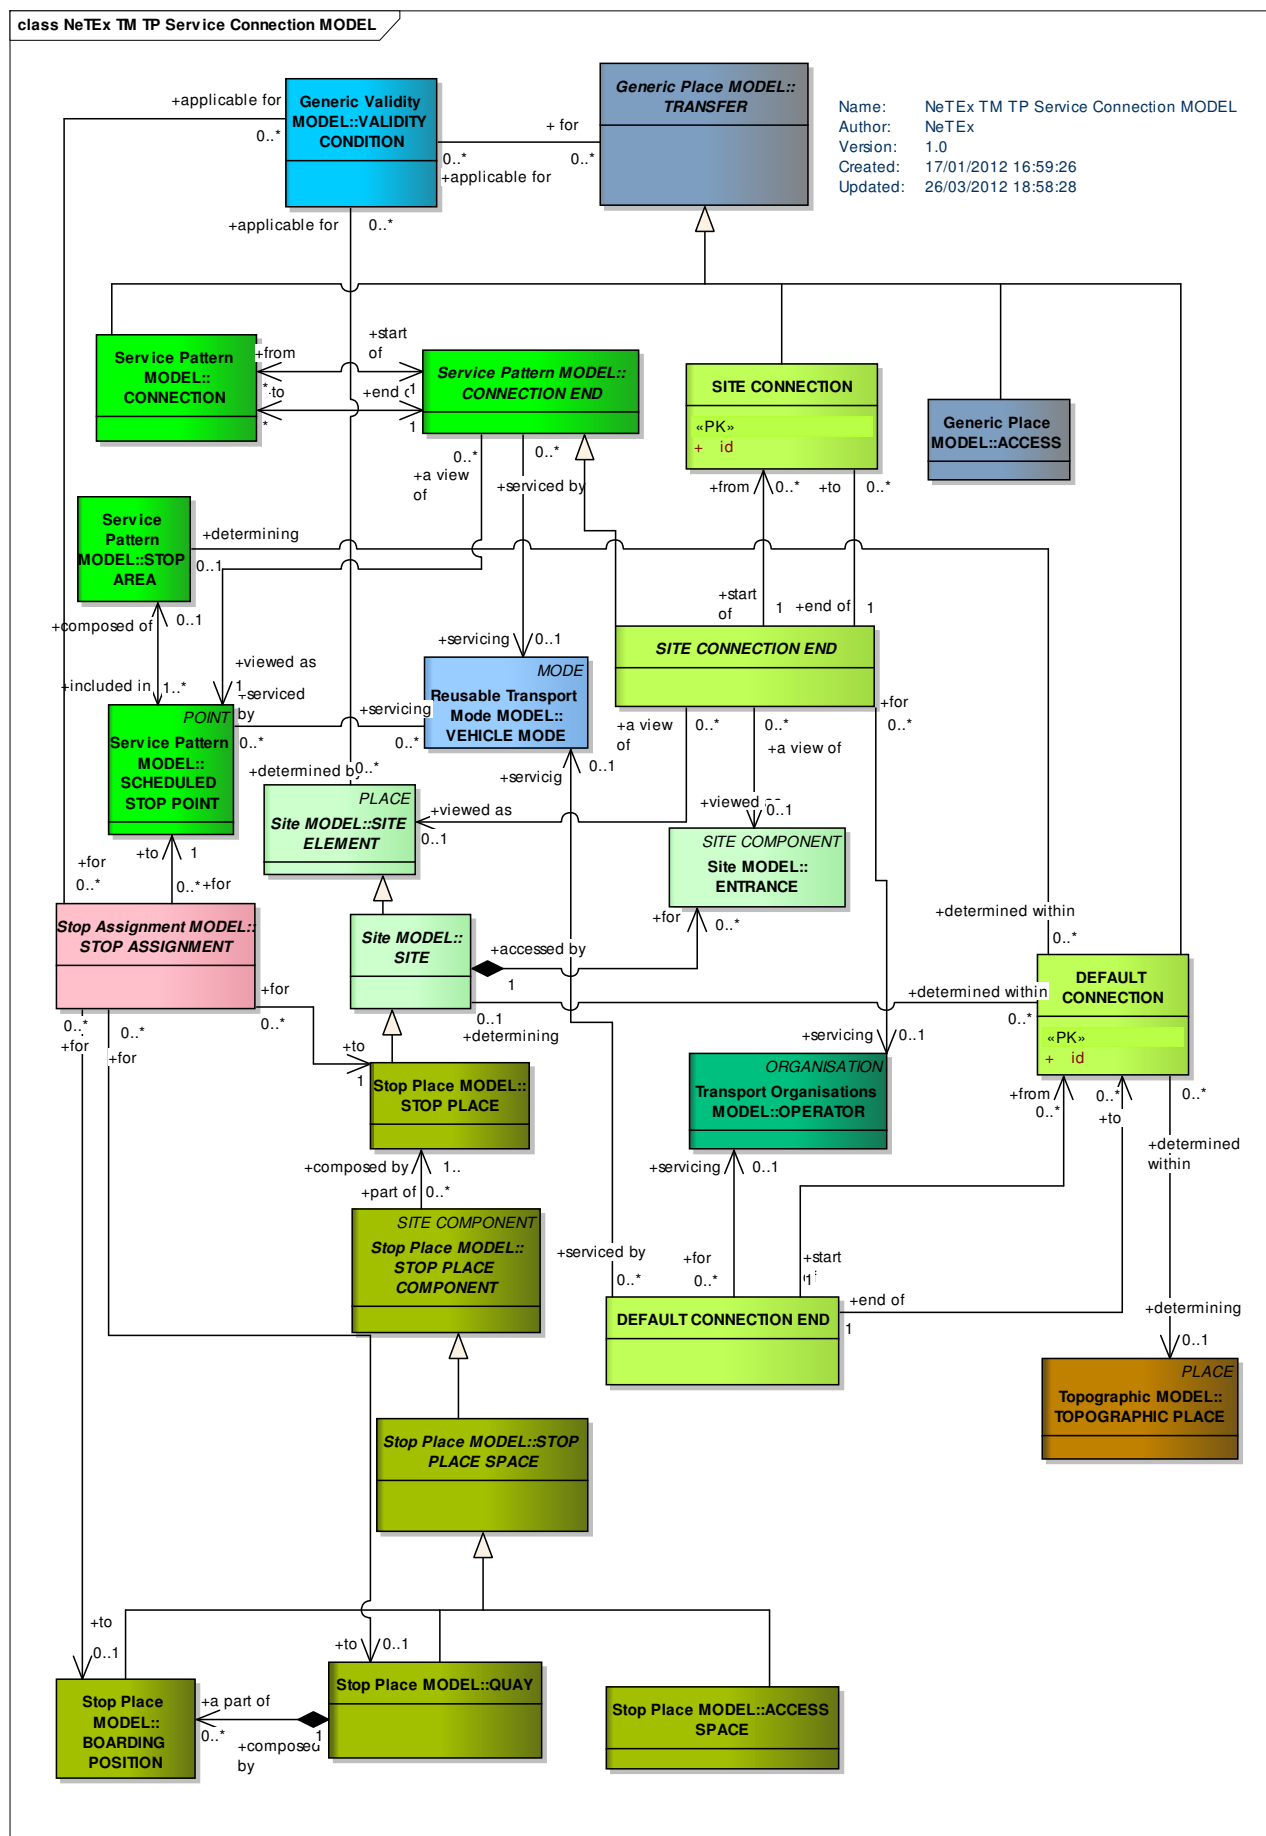 class NeTEx TM TP Service Connection MODEL
Name: NeTEx TM TP Service Connection MODEL
Author: NeTEx
Version: 1.0
Created: 17/01/2012 16:59:26
Updated: 26/03/2012 18:58:28
Generic Validity
MODEL::VALIDITY
CONDITION
+applicable for
0..*
0..*
+applicable for
+ for
0..*
+applicable for
0..*
Generic Place MODEL::
TRANSFER
Service Pattern
MODEL::
CONNECTION
+from
*
+to
*
+start
of
1
+end
1
Service Pattern MODEL::
CONNECTION END
0..*
+a view
of
0..*
+serviced by
SITE CONNECTION
«PK»
+ id
+from
0..*
+to
0..*
Generic Place
MODEL::ACCESS
Service
Pattern
MODEL::STOP
AREA
+determining
0..1
+composed of
0..1
+included in
1..*
+viewed as
1
+serviced
by
0..*
+servicing
0..*
+servicing
0..1
+start
of
1
+end of
1
SITE CONNECTION END
+for
0..*
+a view
of
0..*
0..*
+a view of
POINT
Service Pattern
MODEL::
SCHEDULED
STOP POINT
MODE
Reusable Transport
Mode MODEL::
VEHICLE MODE
+servicig
0..1
+determined by
0..*
PLACE
Site MODEL::SITE
ELEMENT
+viewed as
0..1
+viewed
0..1
SITE COMPONENT
Site MODEL::
ENTRANCE
+for
0..*
+to
1
+for
0..*
0..*
+for
Stop Assignment MODEL::
STOP ASSIGNMENT
+for
0..*
0..*
+for
0..*
+for
Site MODEL::
SITE
+accessed by
1
0..1
+determining
+determined within
0..*
+determined within
0..*
DEFAULT
CONNECTION
«PK»
+ id
+to
1
Stop Place MODEL::
STOP PLACE
+servicing
0..1
ORGANISATION
Transport Organisations
MODEL::OPERATOR
+servicing
0..1
+from
0..*
0..*
+to
0..*
+determined
within
+composed by
1..
+part of
0..*
SITE COMPONENT
Stop Place MODEL::
STOP PLACE
COMPONENT
+serviced by
0..*
+for
0..*
+start
1
+end of
1
DEFAULT CONNECTION END
+determining
0..1
PLACE
Topographic MODEL::
TOPOGRAPHIC PLACE
Stop Place MODEL::STOP
PLACE SPACE
+to
0..1
+to
0..1
Stop Place
MODEL::
BOARDING
POSITION
+a part of
0..*
1
+composed
by
Stop Place MODEL::QUAY
Stop Place MODEL::ACCESS
SPACE